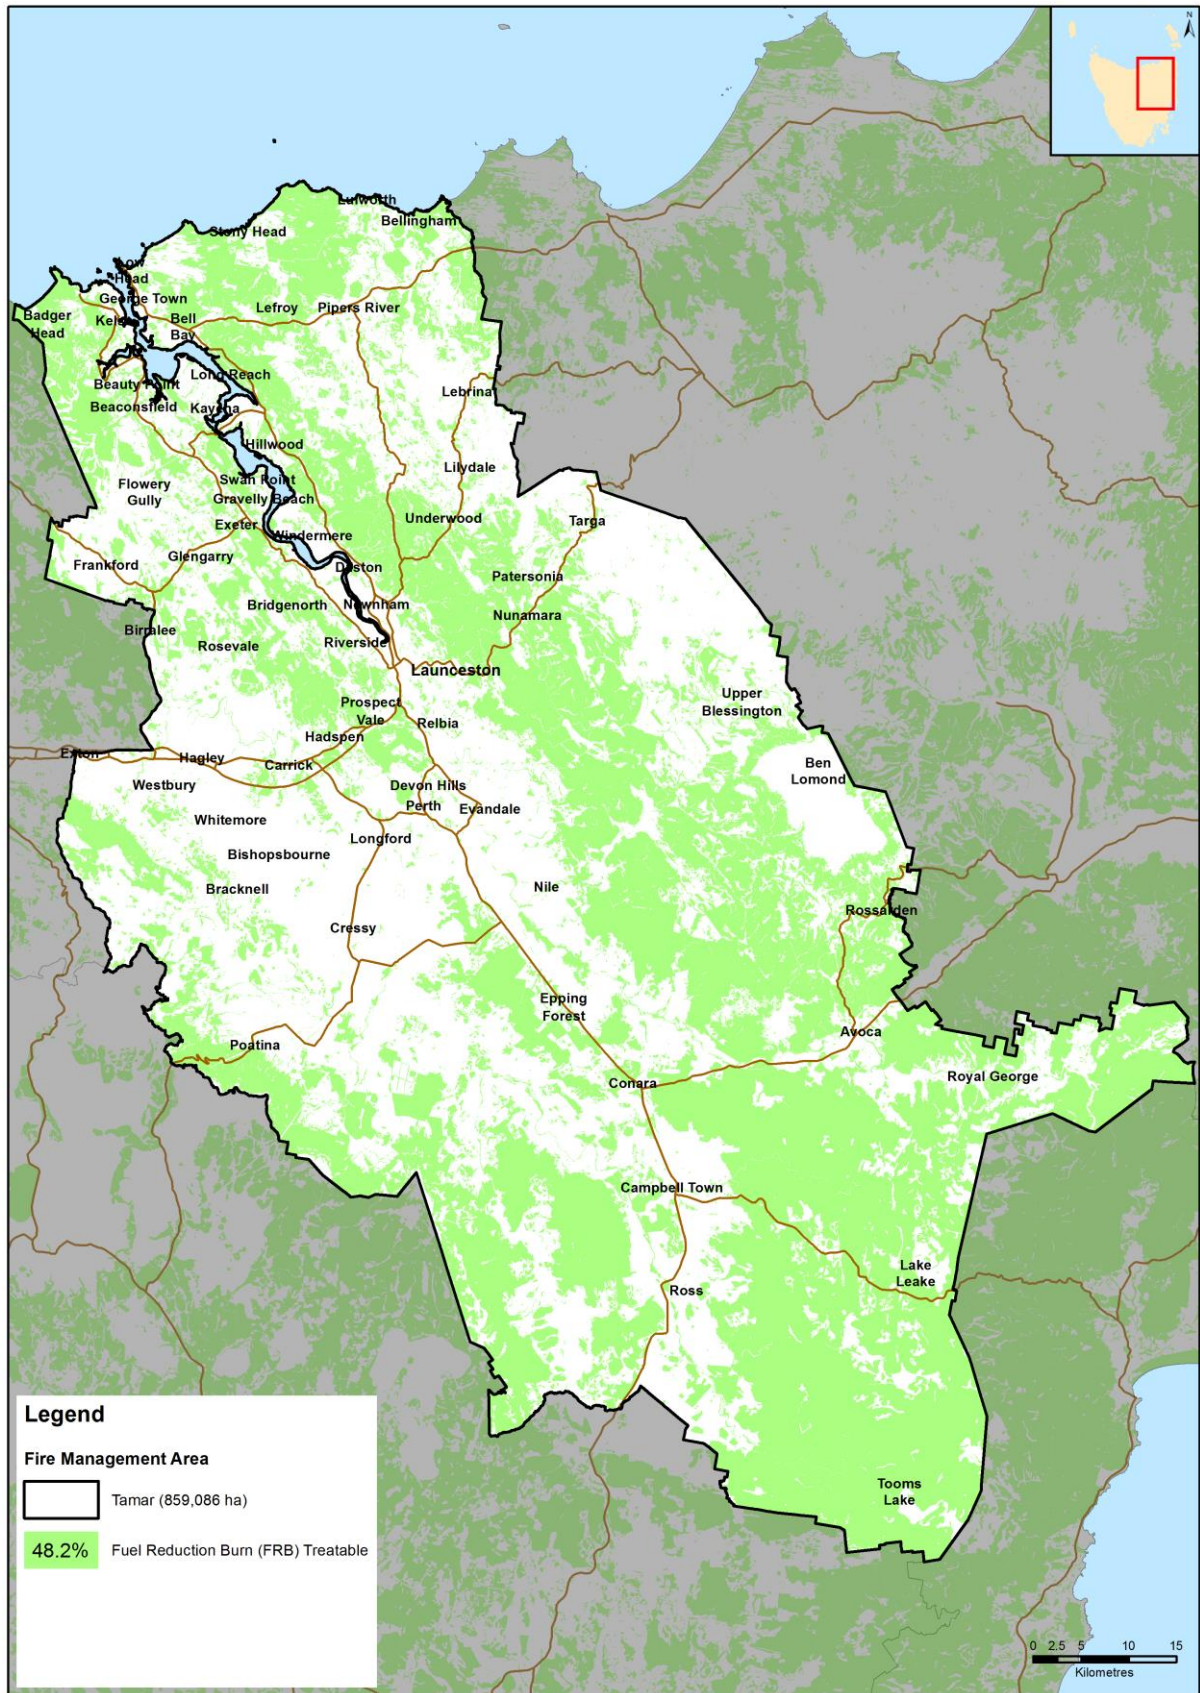 N
Lulworth
Bellingham
Stony Head
Low
Head
George Town
Badger
Head
Bell
Bay
Lefroy
Pipers River
Long Reach
Beauty Point
Lebrina
Beaconsfield
Kayena
Hillwood
Lilydale
Swan Point
Flowery
Gully
Gravelly Beach
Underwood
Targa
Exeter
Windermere
Glengarry
Frankford
Patersonia
Bridgenorth
Newnham
Nunamara
Birralee
Rosevale
Riverside
Launceston
Upper
Blessington
Prospect
Vale
Relbia
Hadspen
Exton
Hagley
Carrick
Ben
Lomond
Westbury
Devon Hills
Perth
Evandale
Whitemore
Longford
Bishopsbourne
Bracknell
Nile
Rossarden
Cressy
Epping
Forest
Avoca
Poatina
Royal George
Conara
Campbell Town
Lake
Leake
Ross
Legend
Fire Management Area
Tamar (859,086 ha)
48.2% Fuel Reduction Burn (FRB) Treatable
Tooms
Lake
0 2.5 5 10 15
Kilometres